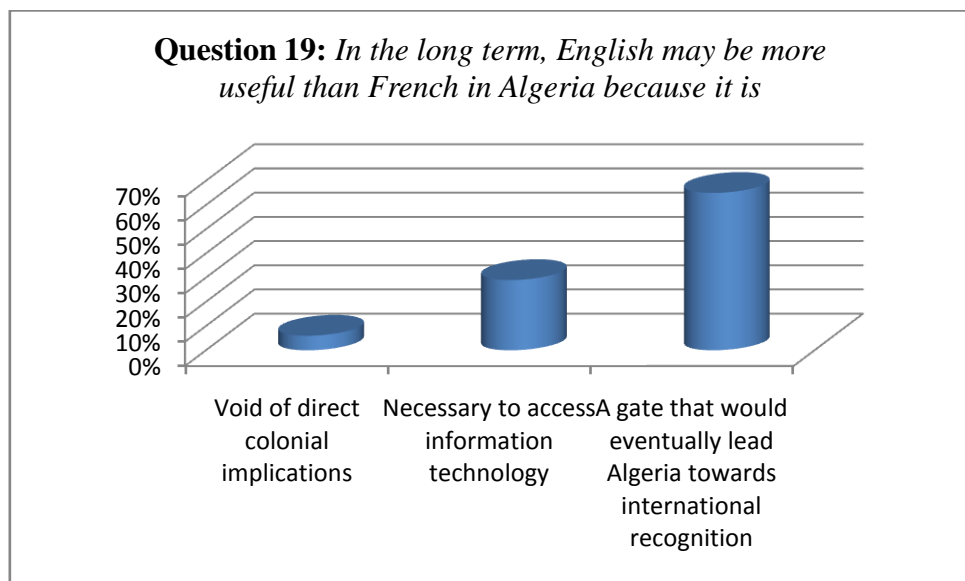 Question 19: In the long term, English may be more
useful than French in Algeria because it is
70%
60%
50%
40%
30%
20%
10%
0%
Void of direct
colonial
implications
Necessary to access
information
technology
A gate that would
eventually lead
Algeria towards
international
recognition